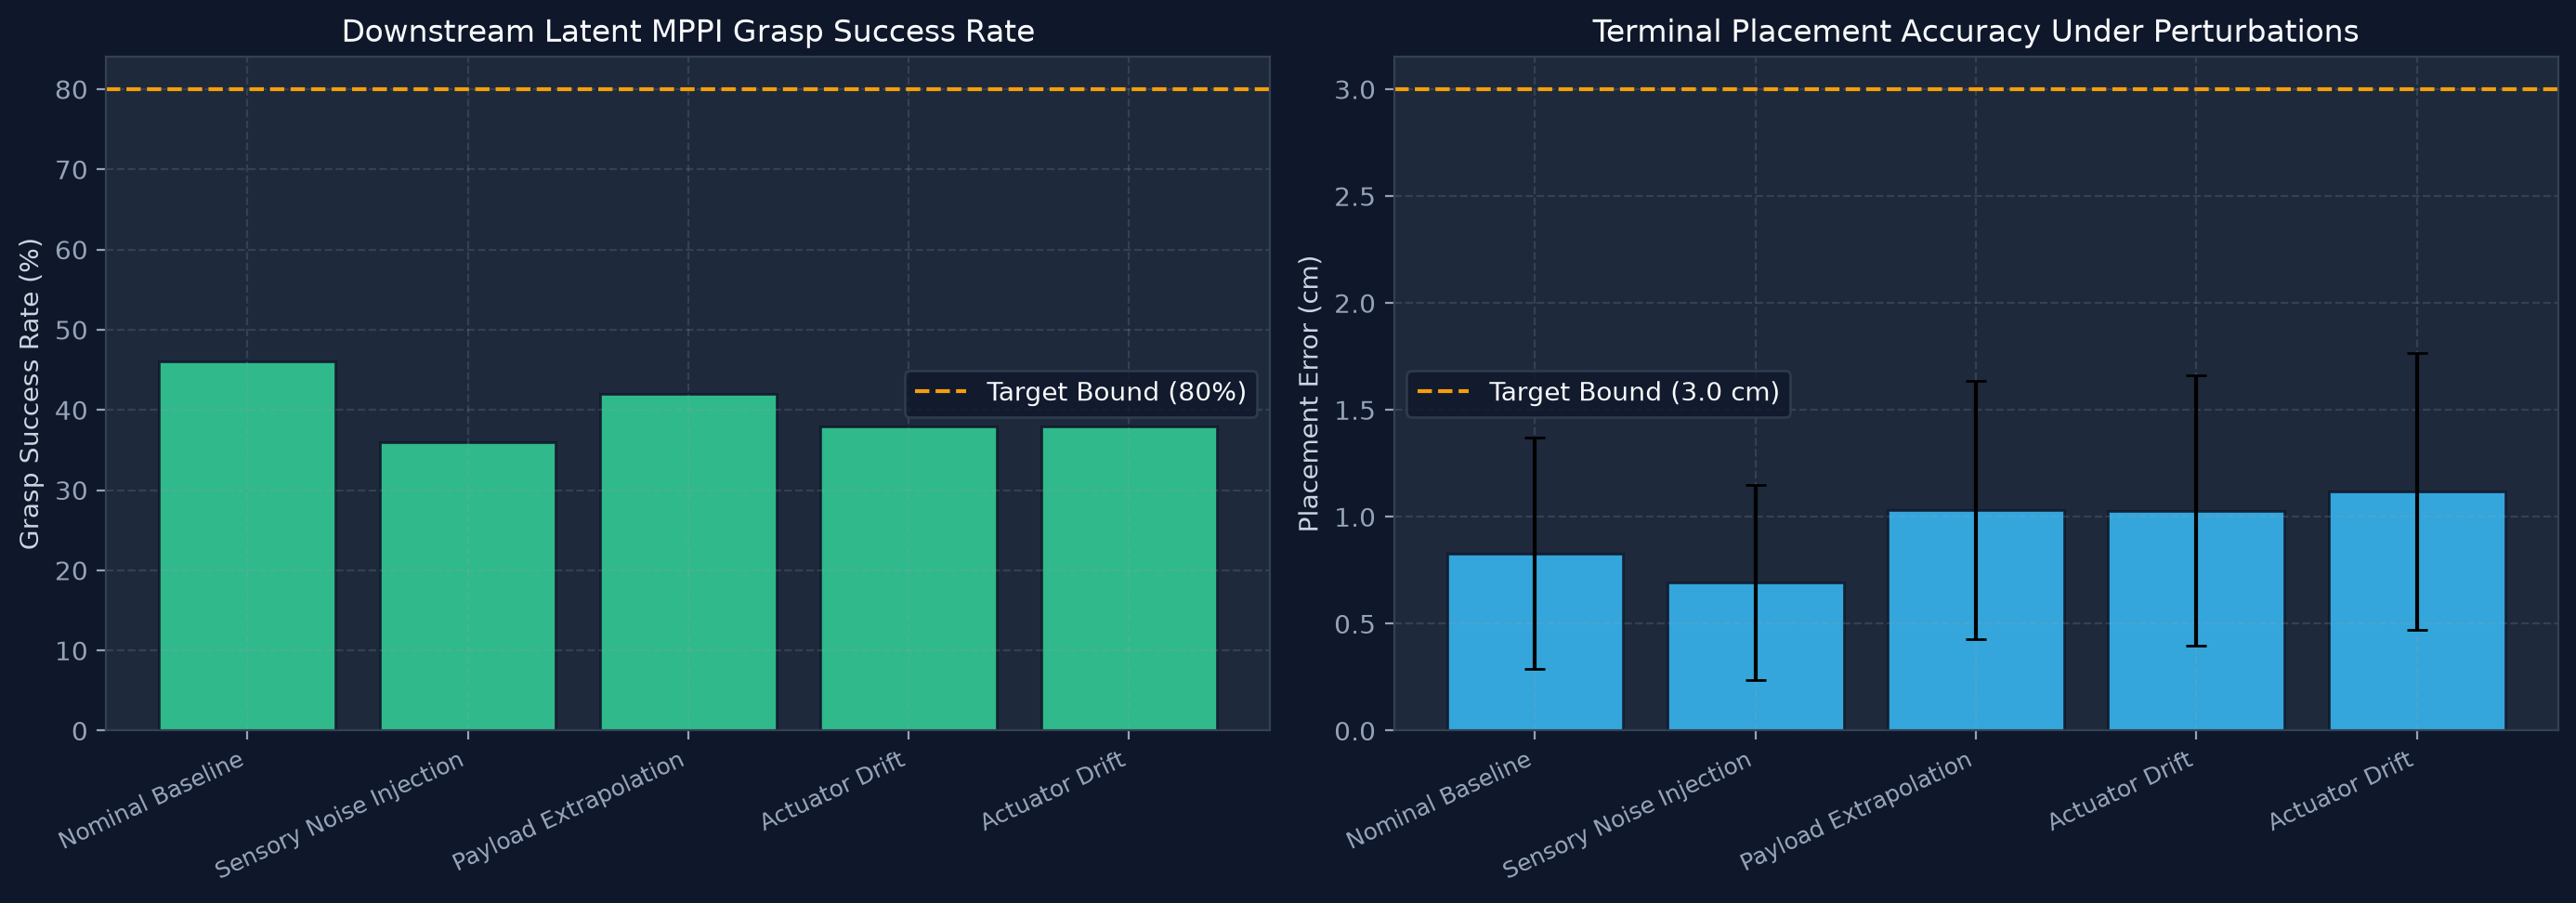 Downstream Latent MPPI Grasp Success Rate
Grasp Success Rate (%)
80
70
60
50
40
30
20
10
0
Target Bound (80%)
Nominal Baseline
Sensory Noise Injection
Payload Extrapolation
Actuator Drift
Actuator Drift
Terminal Placement Accuracy Under Perturbations
Placement Error (cm)
3.0
2.5
2.0
1.5
1.0
0.5
0.0
Target Bound (3.0 cm)
Nominal Baseline
Sensory Noise Injection
Payload Extrapolation
Actuator Drift
Actuator Drift